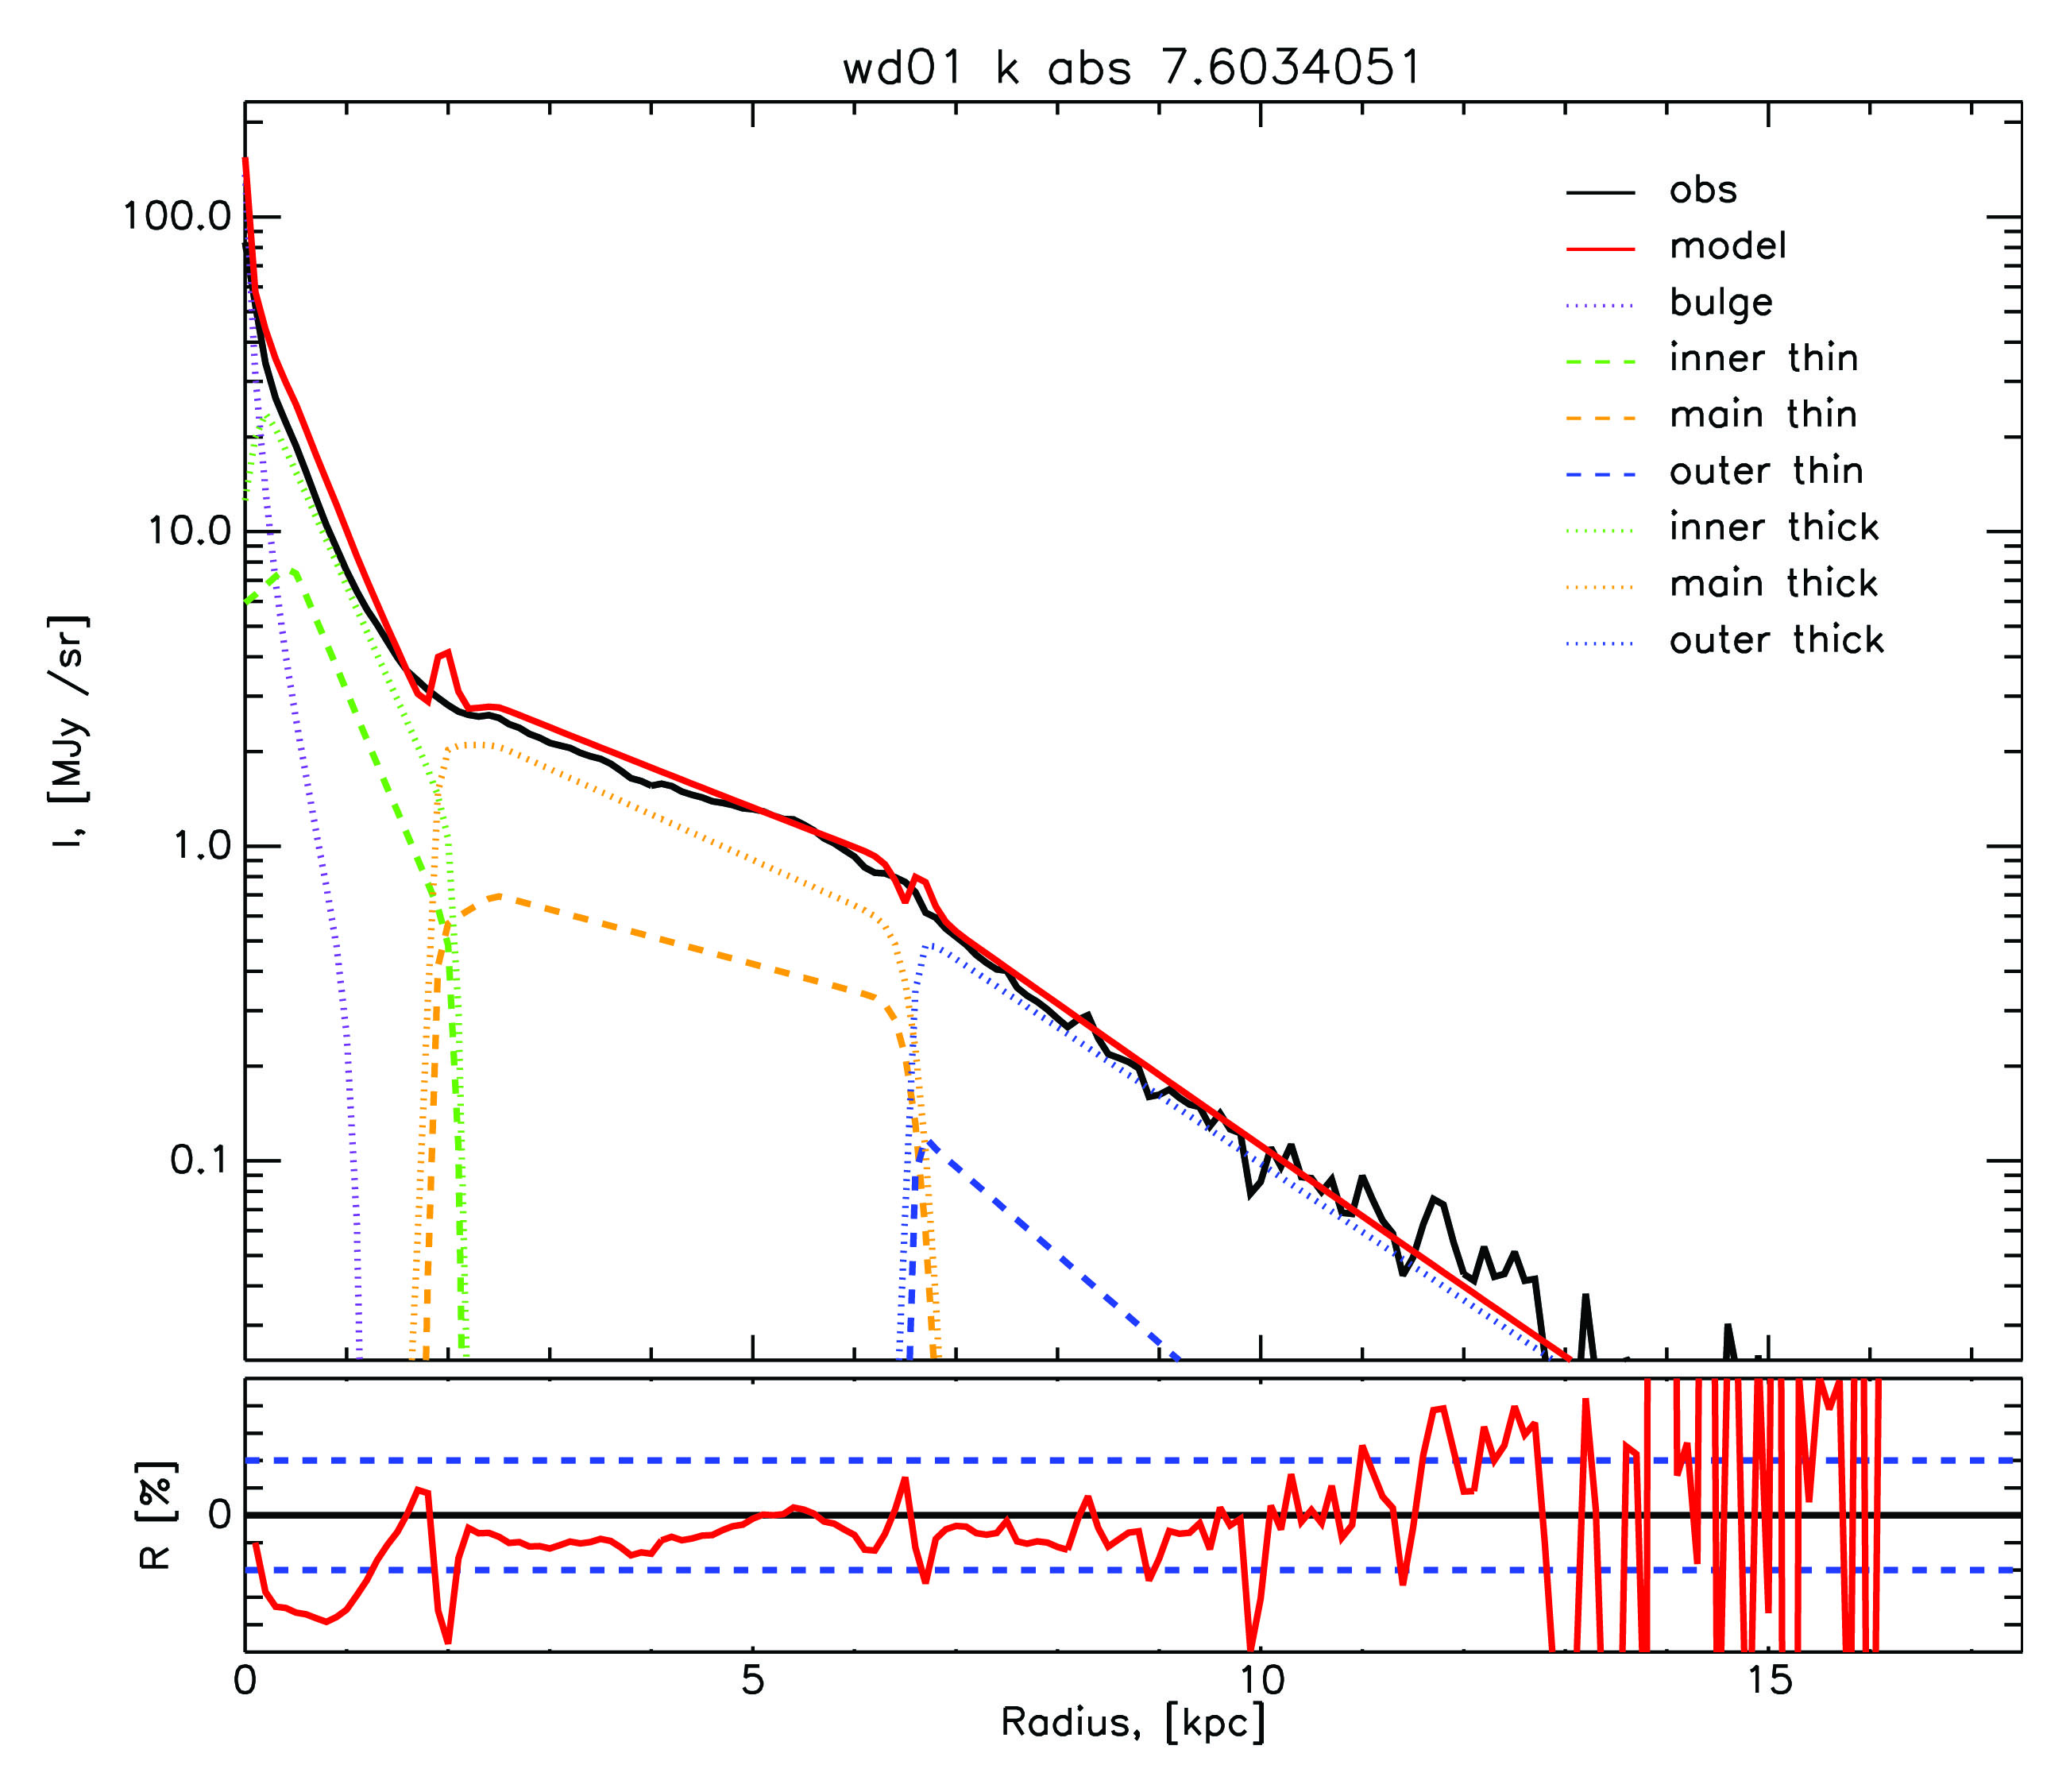 wd01 k abs 7.6034051
100.0
10.0
1.0
0.1
I, [MJy /sr]
obs
model
bulge
inner thin
main thin
outer thin
inner thick
main thick
outer thick
R [%]
0
0 5 10 15
Radius, [kpc]